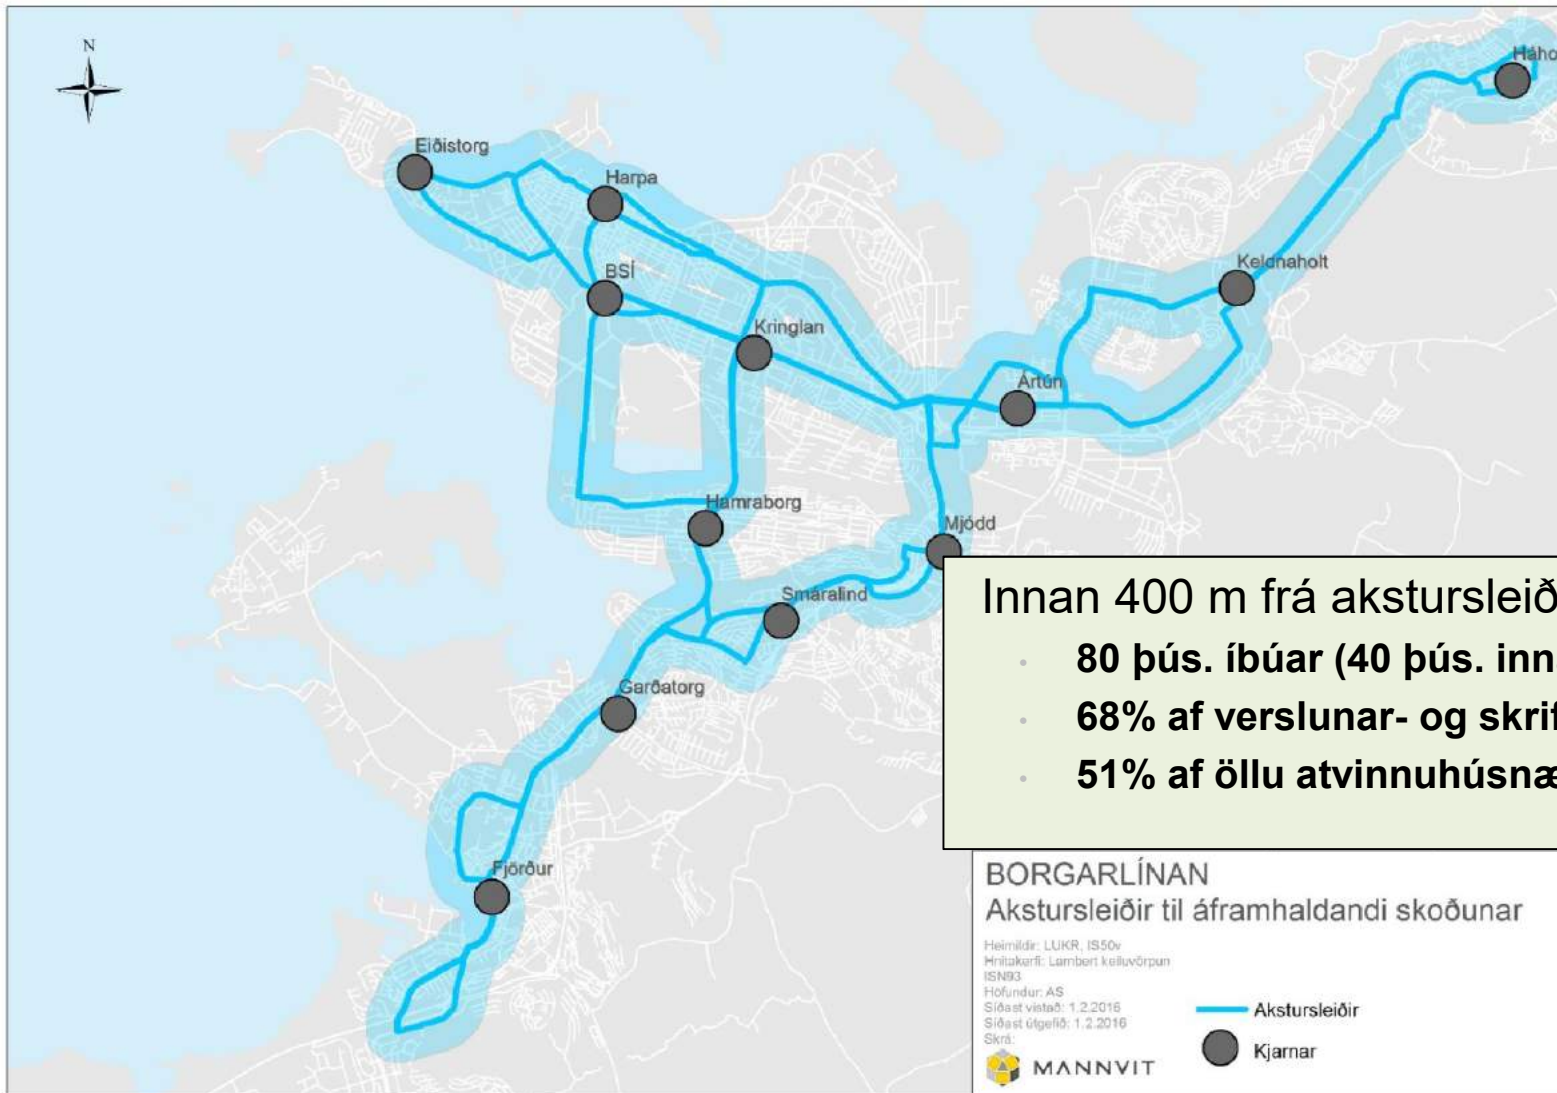 N
Háho
Eiðistorg
Harpa
Keldnaholt
BSÍ
Kringlan
Ártún
Hamraborg
Mjódd
Smáralind
Garðatorg
Fjörður
Innan 400 m frá akstursleið
80 þús. íbúar (40 þús. inn
68% af verslunar- og skrif
51% af öllu atvinnuhúsnæ
BORGARLÍNAN
Akstursleiðir til áframhaldandi skoðunar
Heimildir: LUKR, IS50v
Hnitakerfi: Lambert keiluvörpun
ISN93
Höfundur: AS
Síðast vistað: 1.2.2016
Síðast útgefið: 1.2.2016
Skrá:
Akstursleiðir
Kjarnar
MANNVIT